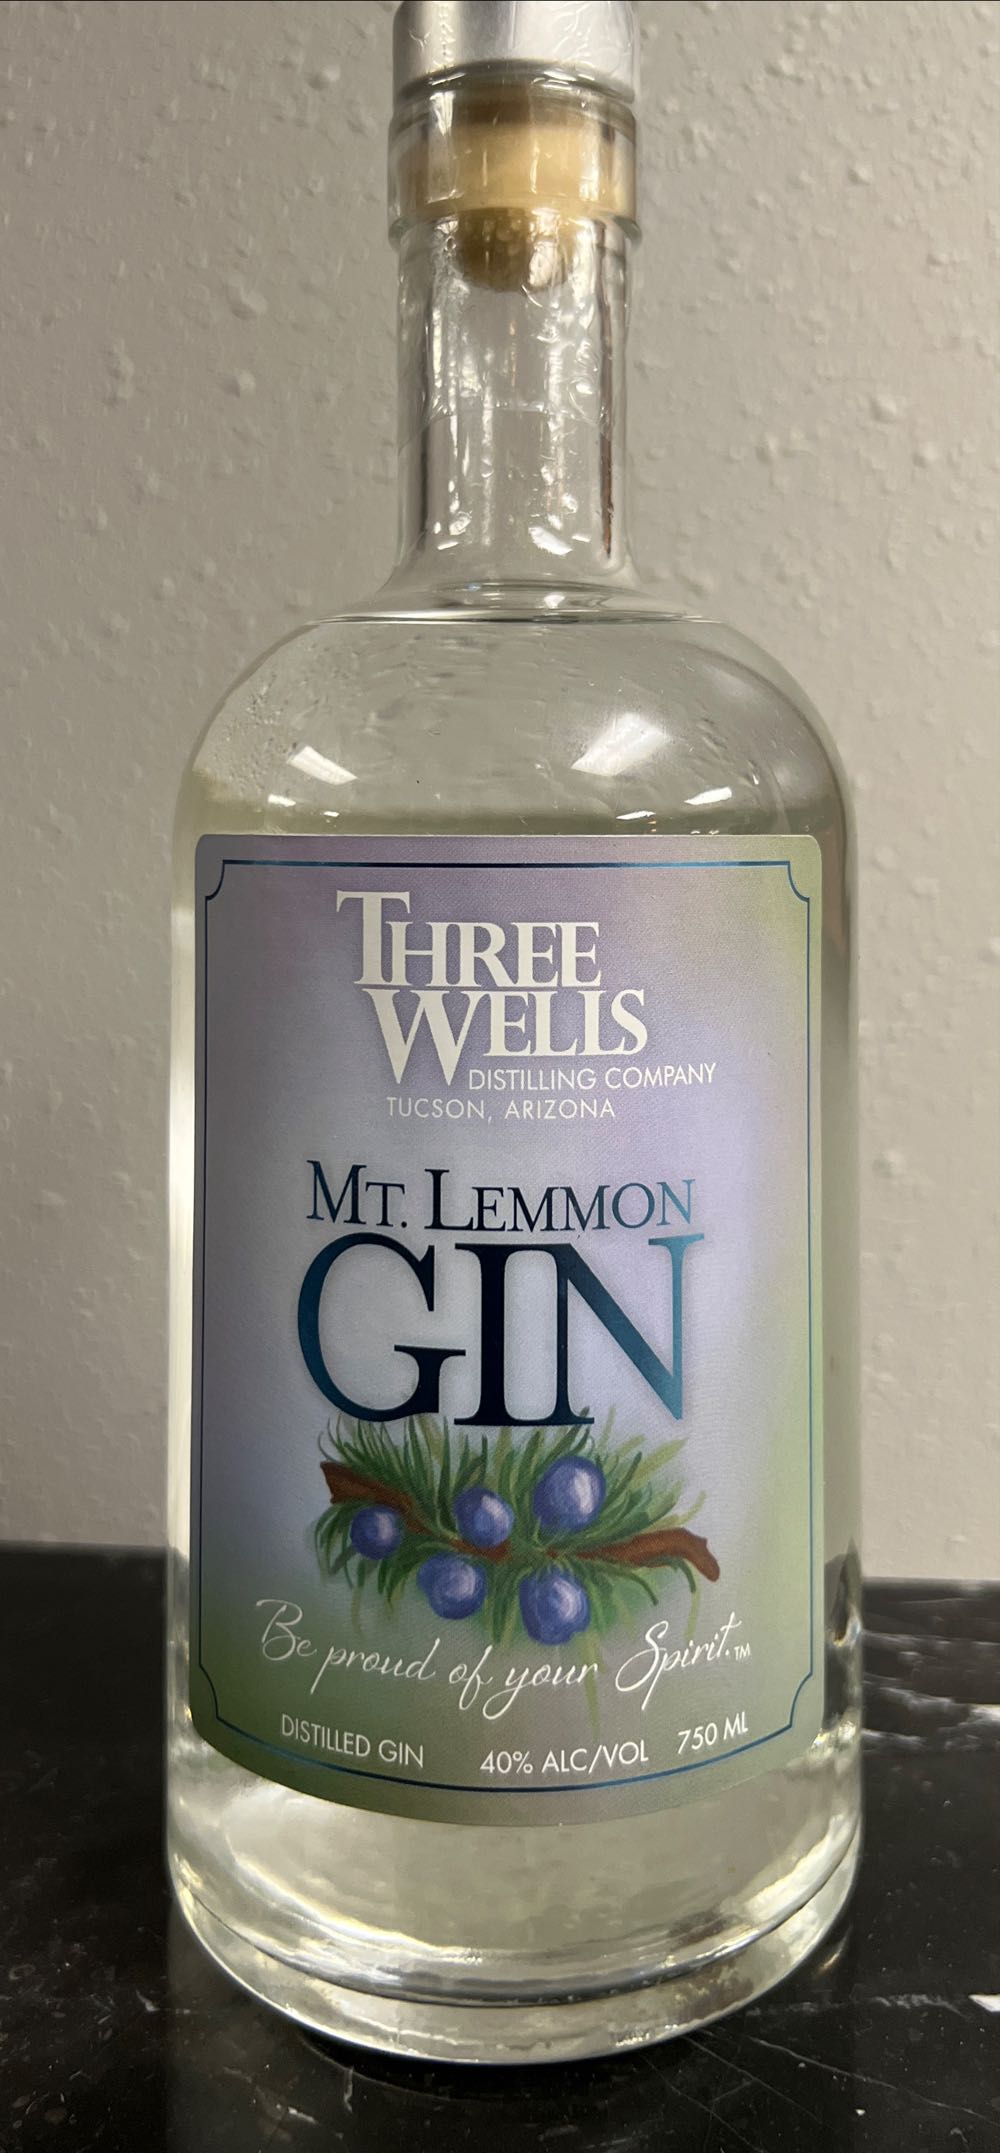 THREE
WELLS
DISTILLING COMPANY
TUCSON, ARIZONA
MT. LEMMON
GIN
Be proud of your Spirit.™
DISTILLED GIN 40% ALC/VOL 750 ML